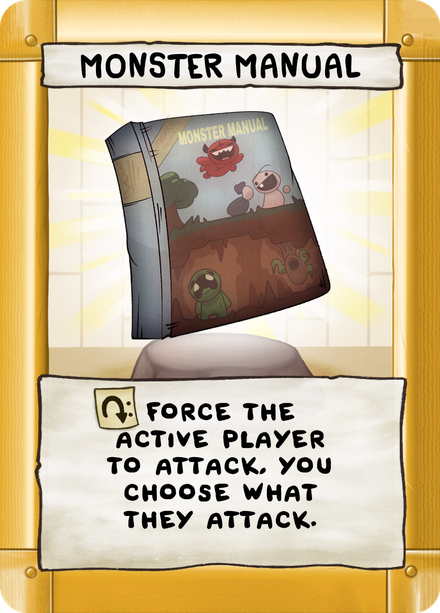 MONSTER MANUAL
MONSTER MANUAL
: FORCE THE
ACTIVE PLAYER
TO ATTACK. YOU
CHOOSE WHAT
THEY ATTACK.